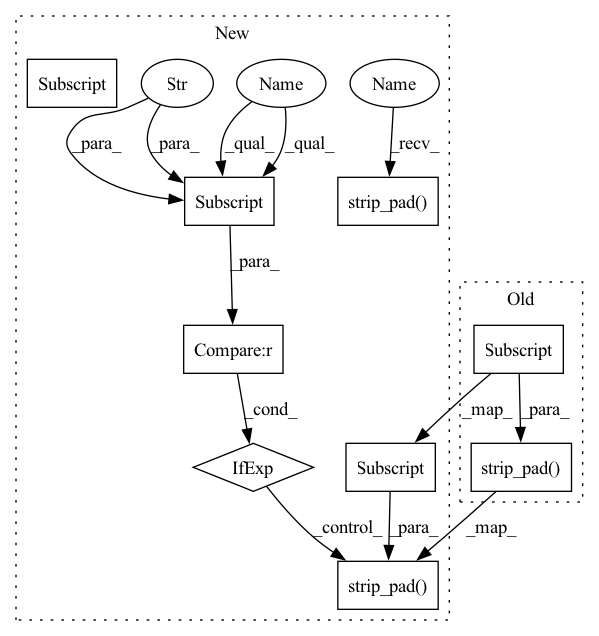 New
Subscript
Str
Name
Name
_para_
_para_
_qual_
_qual_
_recv_
Subscript
strip_pad()
_para_
Old
Compare:r
Subscript
_cond_
_map_
_para_
IfExp
Subscript
strip_pad()
_control_
_para_
_map_
strip_pad()